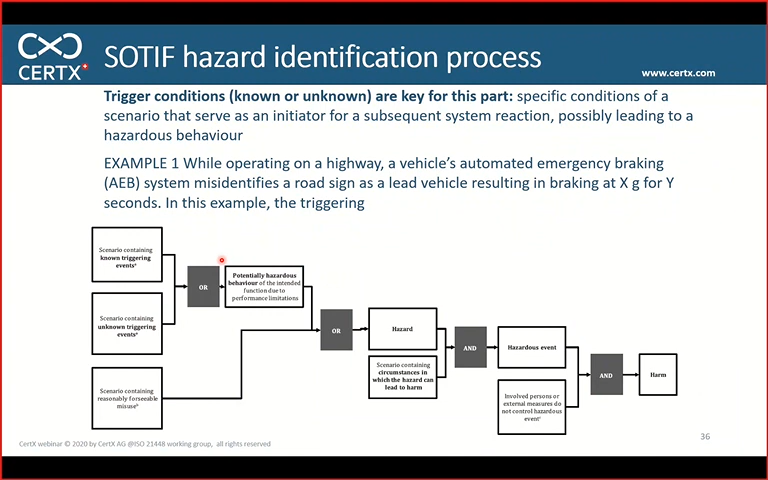 CERTX
SOTIF hazard identification process
www.certx.com
Trigger conditions (known or unknown) are key for this part: specific conditions of a
scenario that serve as an initiator for a subsequent system reaction, possibly leading to a
hazardous behaviour
EXAMPLE 1 While operating on a highway, a vehicle's automated emergency braking
(AEB) system misidentifies a road sign as a lead vehicle resulting in braking at X g for Y
seconds. In this example, the triggering
Scenario containing
known triggering
eventsᵃ
OR
Potentially hazardous
behaviour of the intended
function due to
performance limitations
Scenario containing
unknown triggering
eventsᵃ
OR
Hazard
AND
Hazardous event
Scenario containing
circumstances in
which the hazard can
lead to harm
AND
Harm
Scenario containing
reasonably forseeable
misuseᵇ
Involved persons or
external measures do
not control hazardous
eventᶜ
CertX webinar © 2020 by CertX AG @ISO 21448 working group, all rights reserved
36